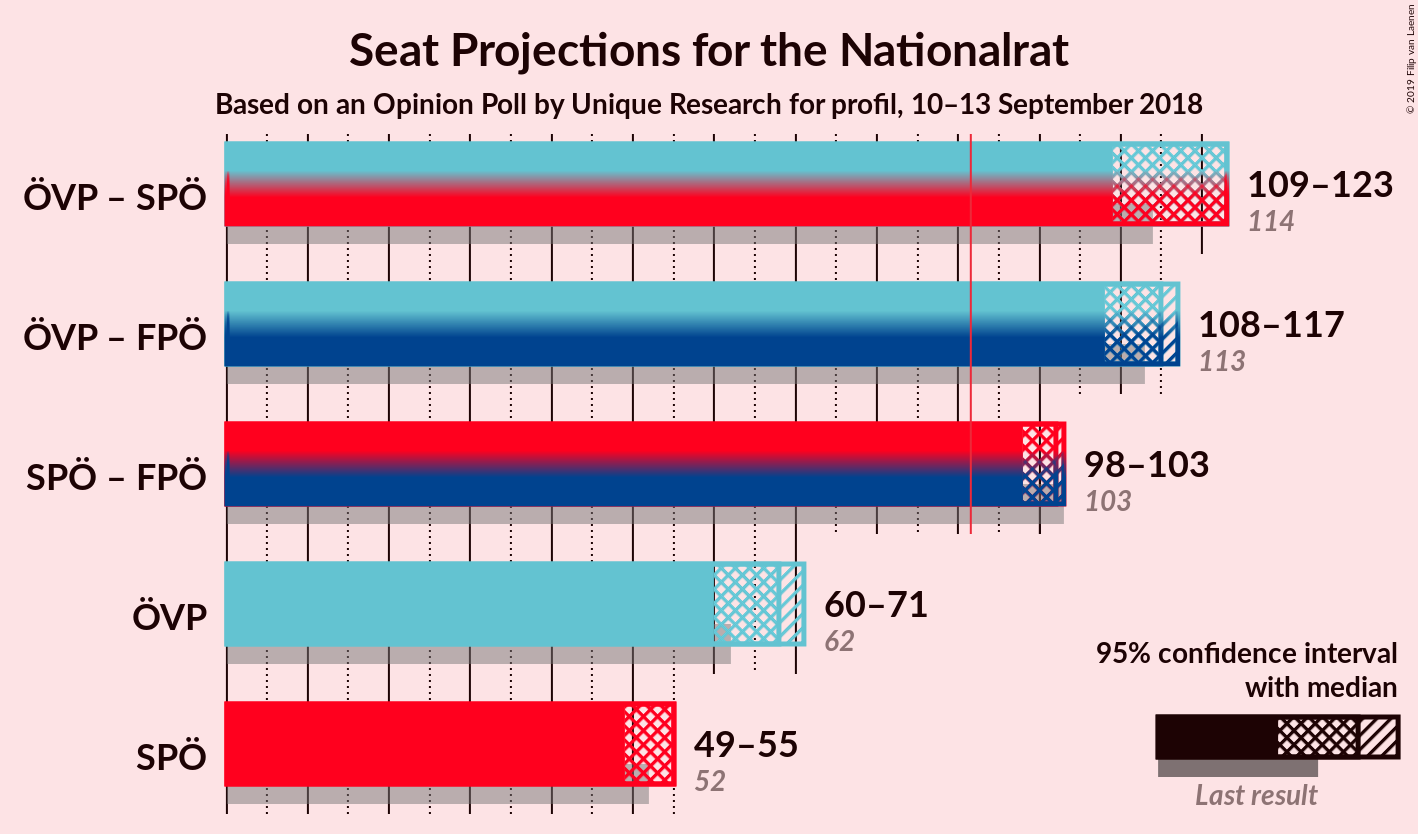 Seat Projections for the Nationalrat
Based on an Opinion Poll by Unique Research for profil, 10–13 September 2018
© 2019 Filip van Laenen
ÖVP – SPÖ
109–123
114
ÖVP – FPÖ
108–117
113
SPÖ – FPÖ
98–103
103
ÖVP
60–71
62
SPÖ
49–55
52
95% confidence interval
with median
Last result